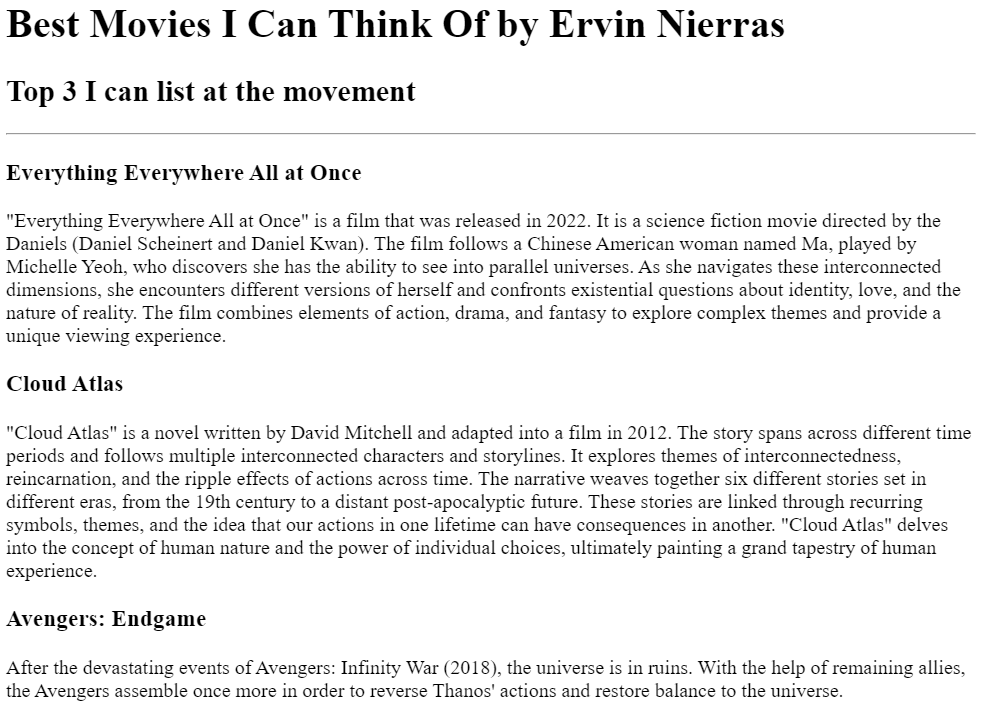 Best Movies I Can Think Of by Ervin Nierras
Top 3 I can list at the movement
Everything Everywhere All at Once
"Everything Everywhere All at Once" is a film that was released in 2022. It is a science fiction movie directed by the
Daniels (Daniel Scheinert and Daniel Kwan). The film follows a Chinese American woman named Ma, played by
Michelle Yeoh, who discovers she has the ability to see into parallel universes. As she navigates these interconnected
dimensions, she encounters different versions of herself and confronts existential questions about identity, love, and the
nature of reality. The film combines elements of action, drama, and fantasy to explore complex themes and provide a
unique viewing experience.
Cloud Atlas
"Cloud Atlas" is a novel written by David Mitchell and adapted into a film in 2012. The story spans across different time
periods and follows multiple interconnected characters and storylines. It explores themes of interconnectedness,
reincarnation, and the ripple effects of actions across time. The narrative weaves together six different stories set in
different eras, from the 19th century to a distant post-apocalyptic future. These stories are linked through recurring
symbols, themes, and the idea that our actions in one lifetime can have consequences in another. "Cloud Atlas" delves
into the concept of human nature and the power of individual choices, ultimately painting a grand tapestry of human
experience.
Avengers: Endgame
After the devastating events of Avengers: Infinity War (2018), the universe is in ruins. With the help of remaining allies,
the Avengers assemble once more in order to reverse Thanos' actions and restore balance to the universe.